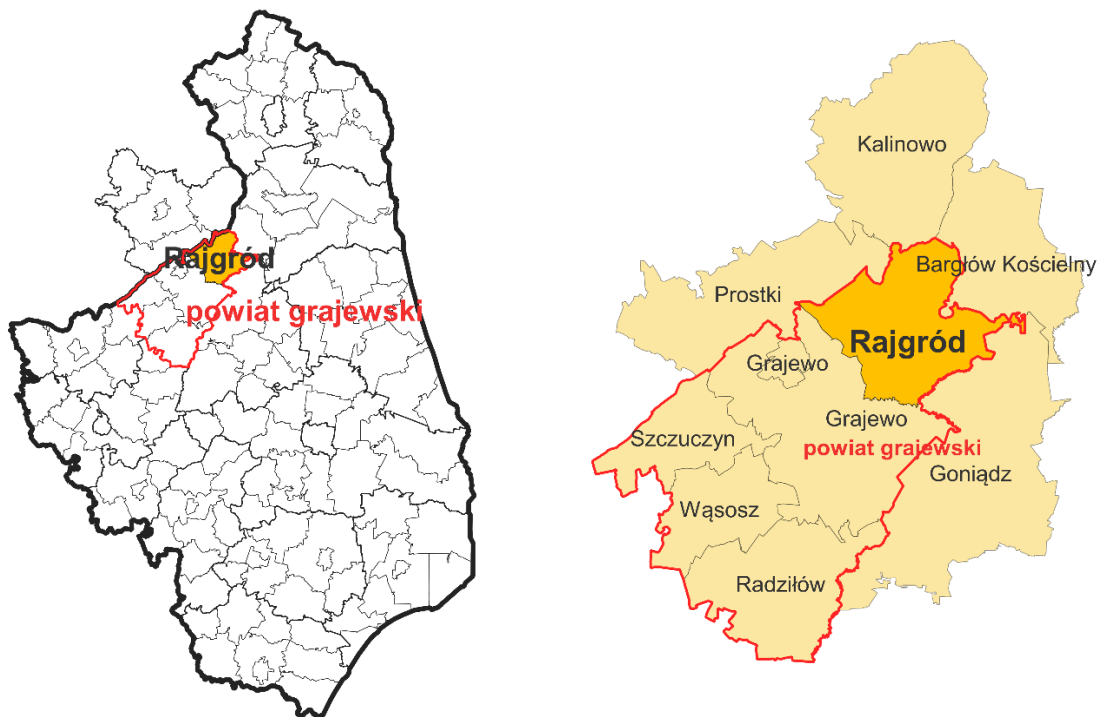 Rajgród
powiat grajewski
Kalinowo
Bargłów Kościelny
Prostki
Rajgród
Grajewo
Grajewo
Szczuczyn
powiat grajewski
Goniądz
Wąsosz
Radziłów